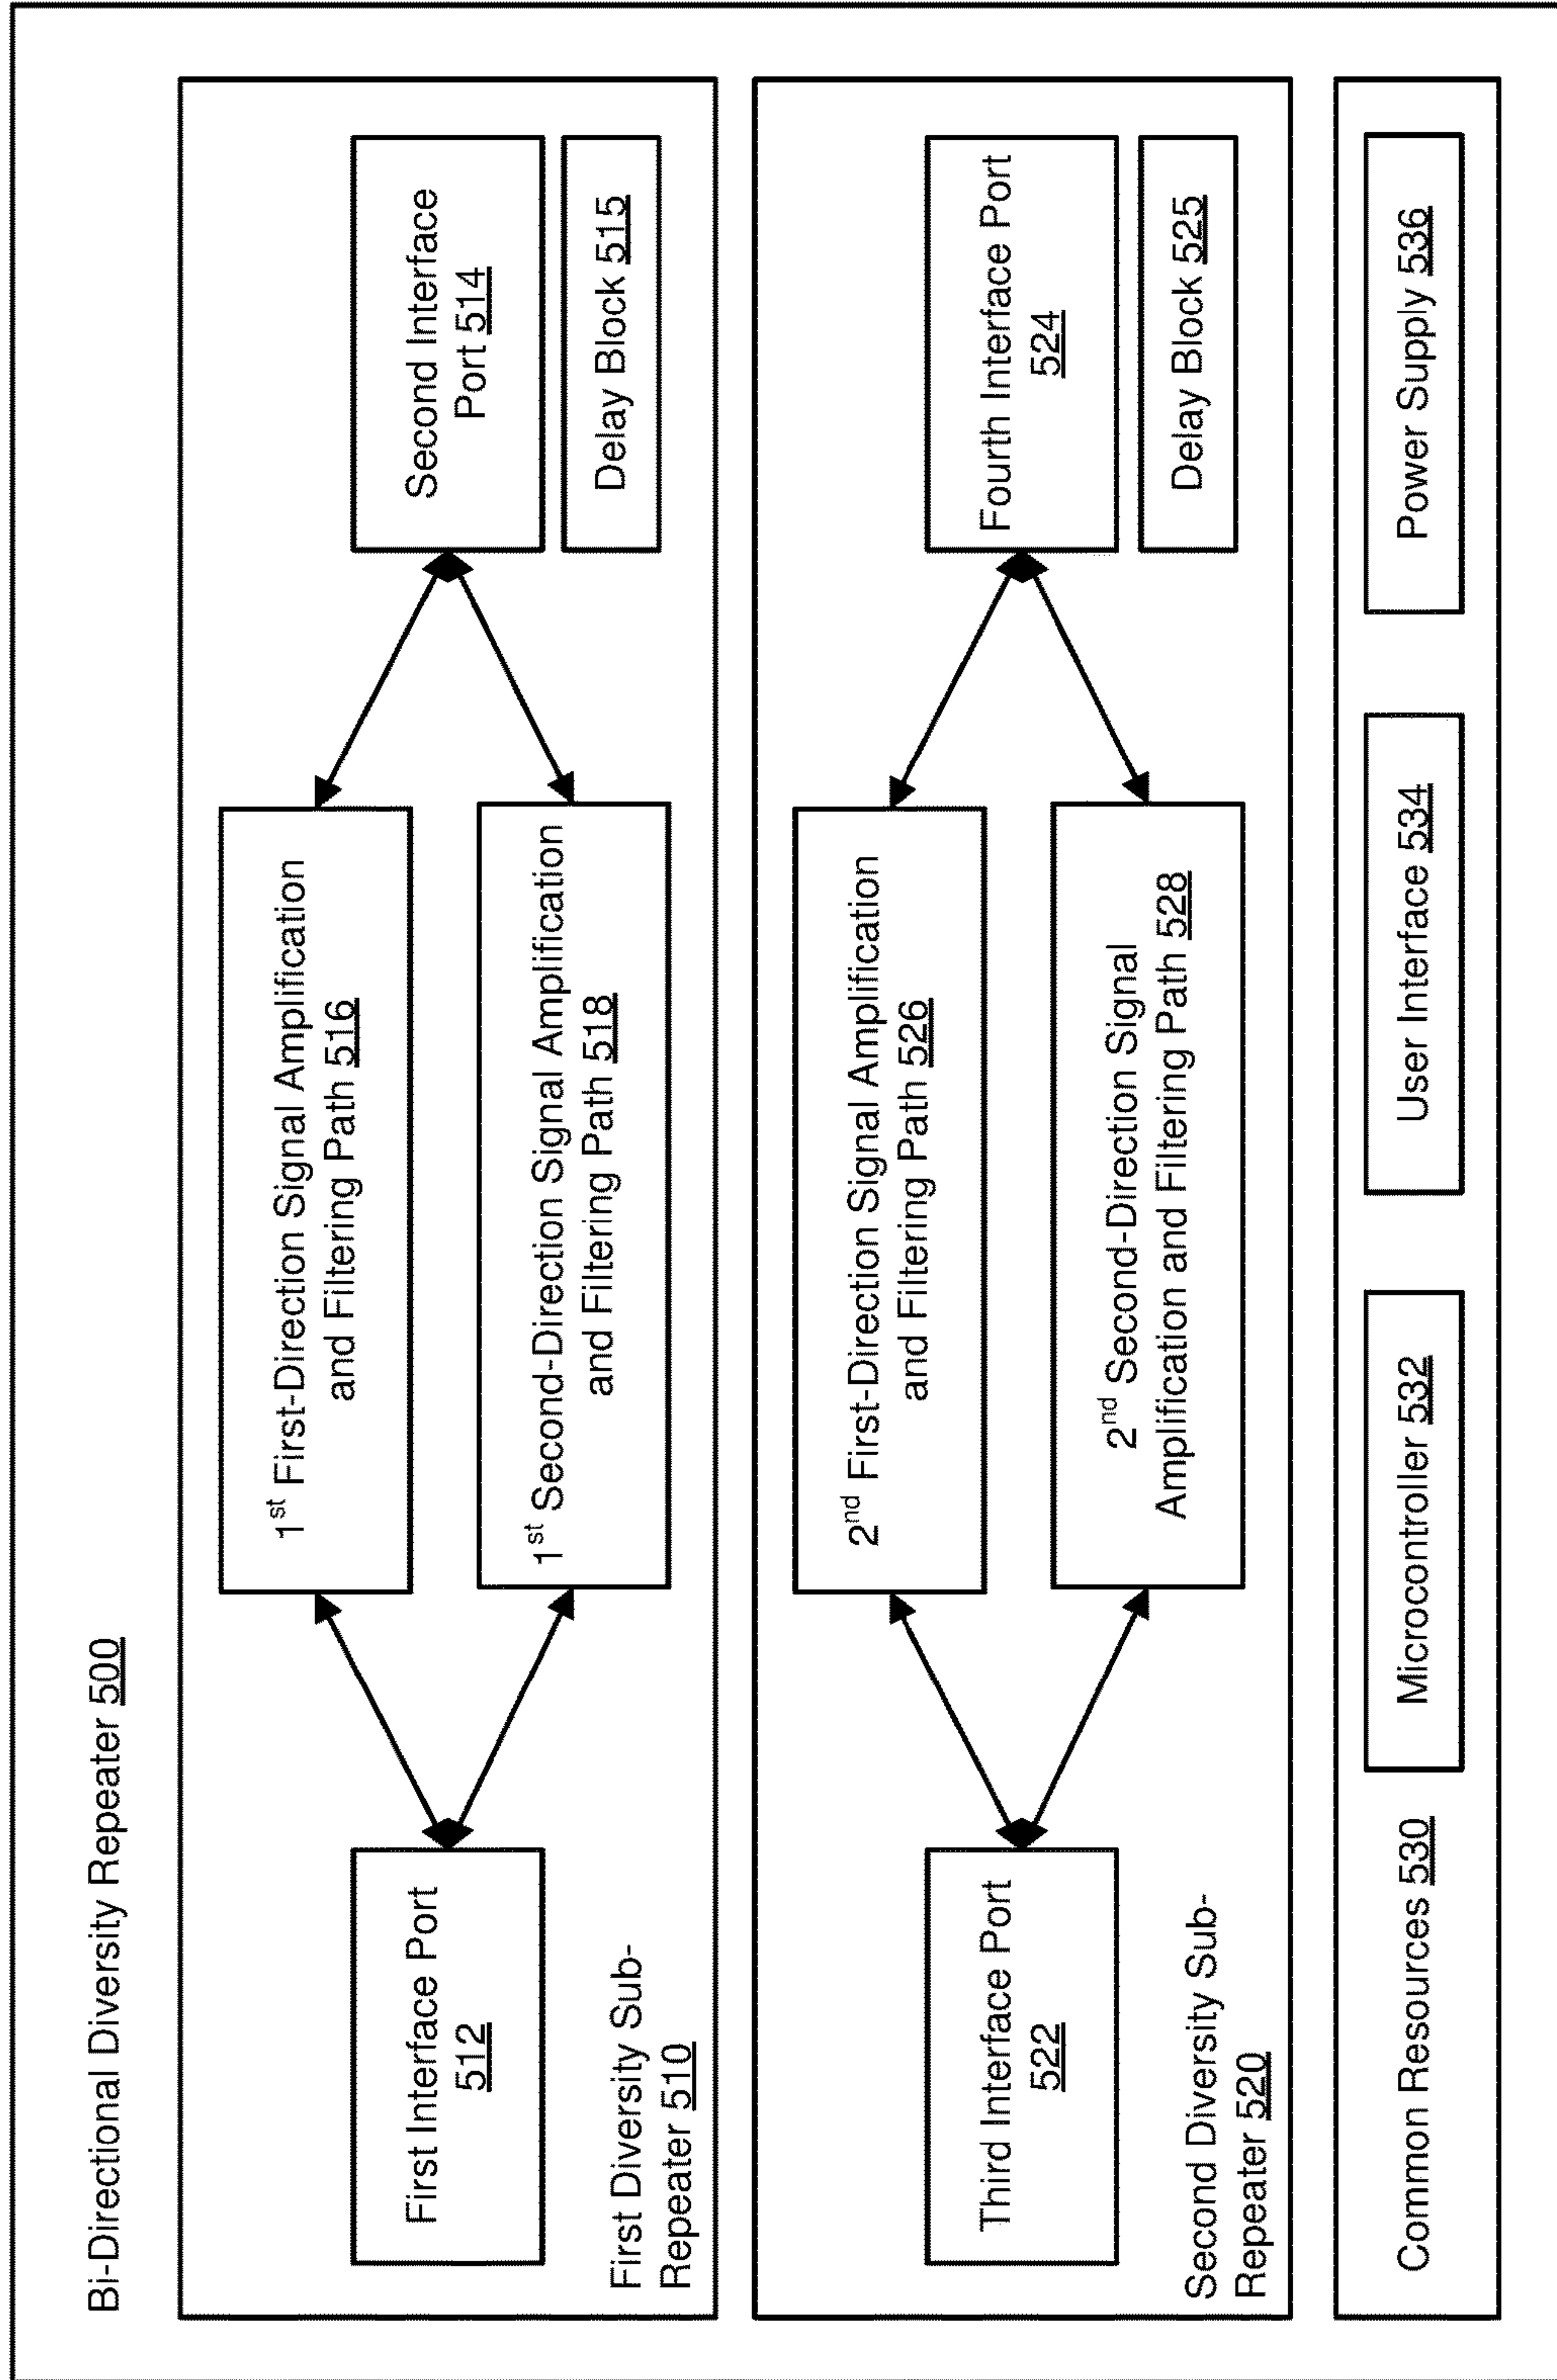 Bi-Directional Diversity Repeater 500
First Interface Port
512
1st First-Direction Signal Amplification
and Filtering Path 516
1st Second-Direction Signal Amplification
and Filtering Path 518
Second Interface
Port 514
Delay Block 515
First Diversity Sub-
Repeater 510
Third Interface Port
522
2nd First-Direction Signal Amplification
and Filtering Path 526
2nd Second-Direction Signal
Amplification and Filtering Path 528
Fourth Interface Port
524
Delay Block 525
Second Diversity Sub-
Repeater 520
Common Resources 530
Microcontroller 532
User Interface 534
Power Supply 536